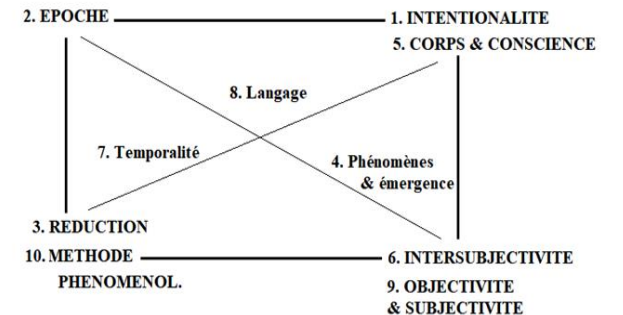 2. EPOCHE
1. INTENTIONALITE
5. CORPS & CONSCIENCE
8. Langage
7. Temporalité
4. Phénomènes
& émergence
3. REDUCTION
10. METHODE
PHENOMENOL.
6. INTERSUBJECTIVITE
9. OBJECTIVITE
& SUBJECTIVITE